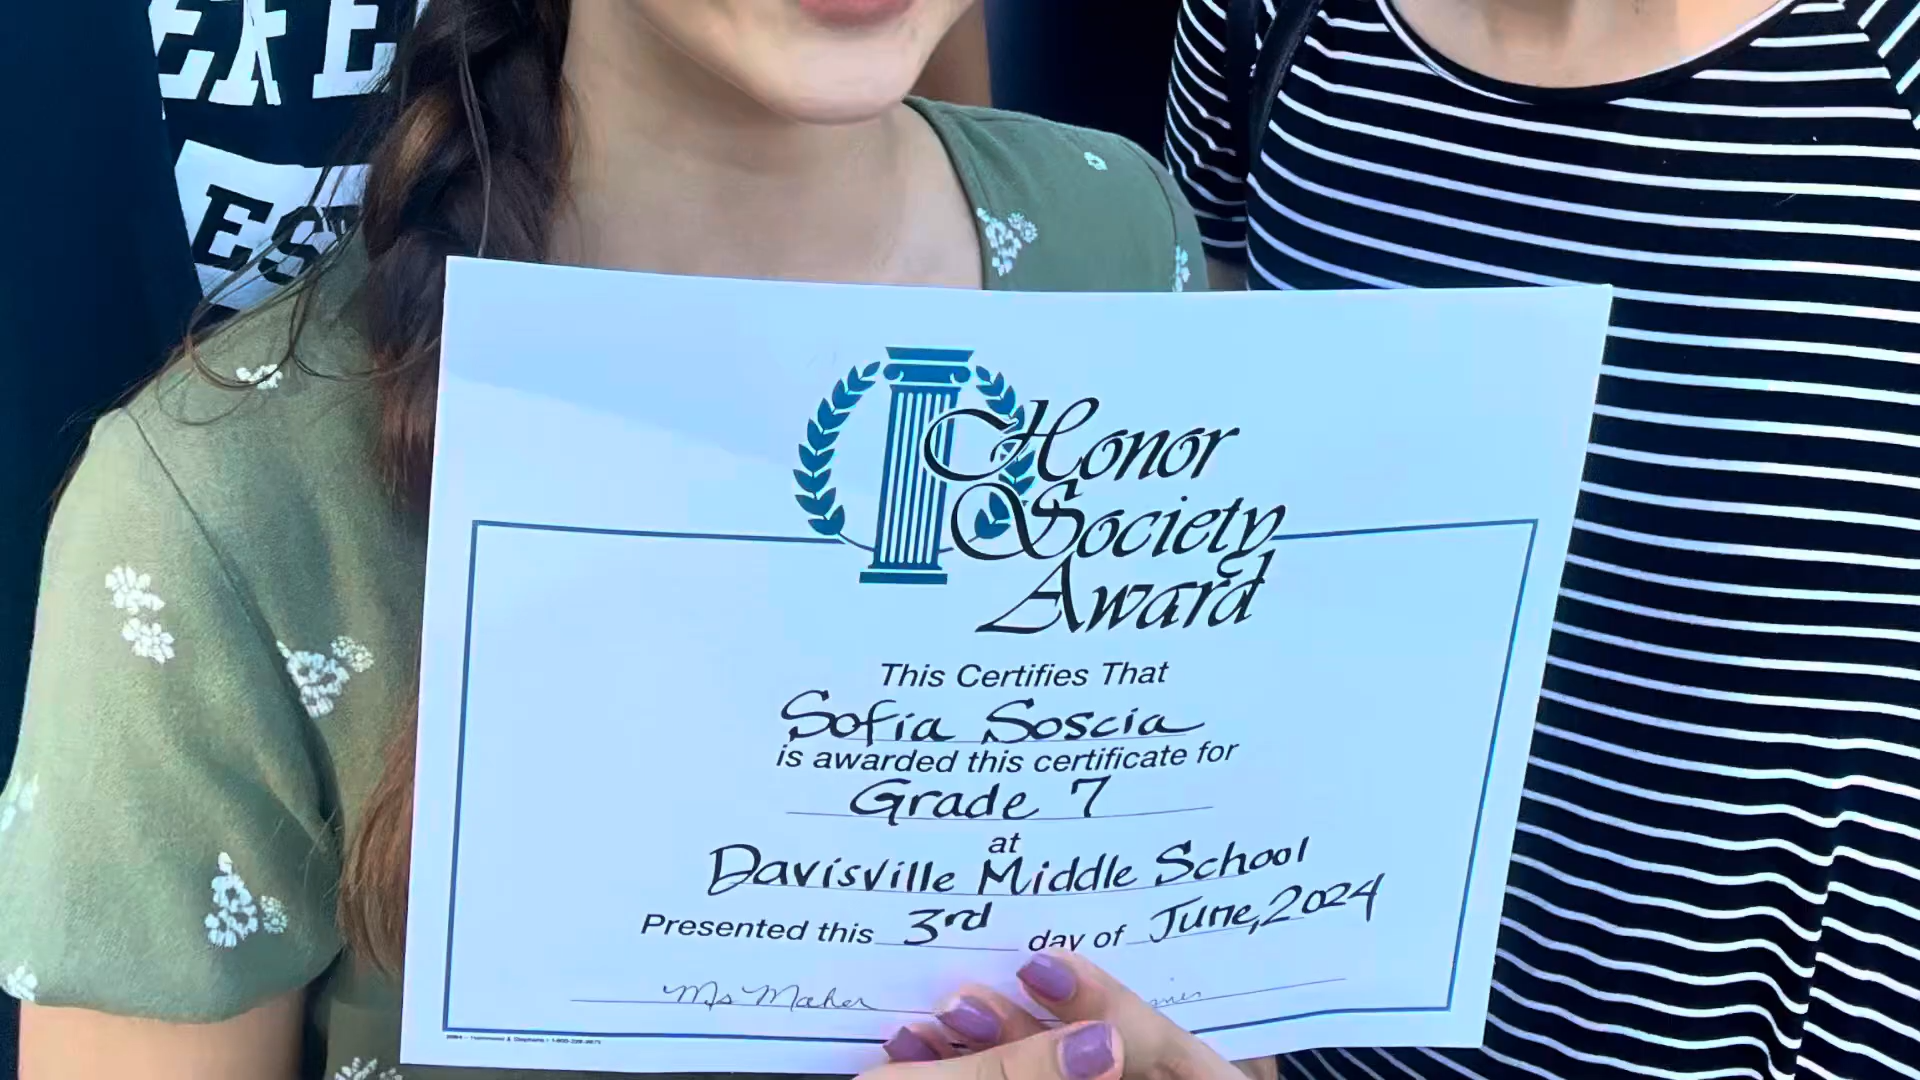 Honor
Society
Award
This Certifies That
Sofia Soscia
is awarded this certificate for
Grade 7
at
Davisville Middle School
Presented this 3rd day of June, 2024
Ms Maher